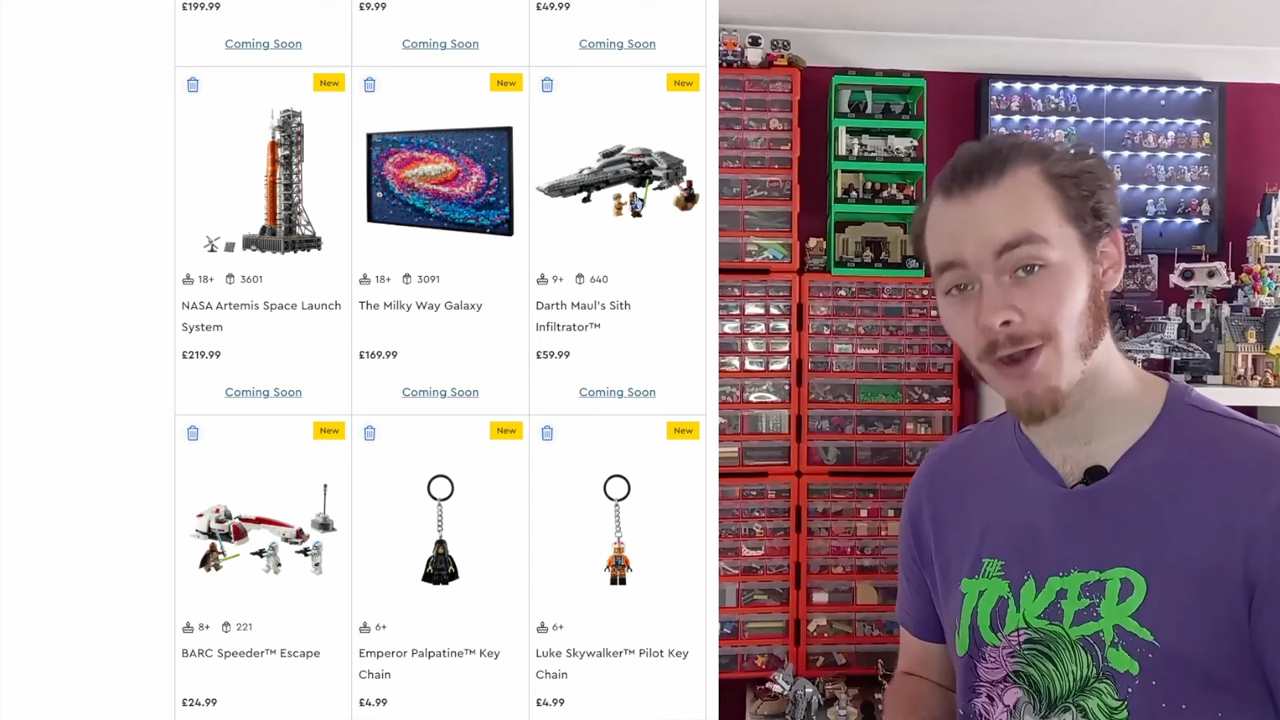 £199.99
£9.99
£49.99
Coming Soon
Coming Soon
Coming Soon
New
New
New
18+ 3601
18+ 3091
9+ 640
NASA Artemis Space Launch
System
The Milky Way Galaxy
Darth Maul's Sith
Infiltrator™
£219.99
£169.99
£59.99
Coming Soon
Coming Soon
Coming Soon
New
New
New
8+ 221
6+
6+
BARC Speeder™ Escape
Emperor Palpatine™ Key
Chain
Luke Skywalker™ Pilot Key
Chain
£24.99
£4.99
£4.99
THE
JOKER